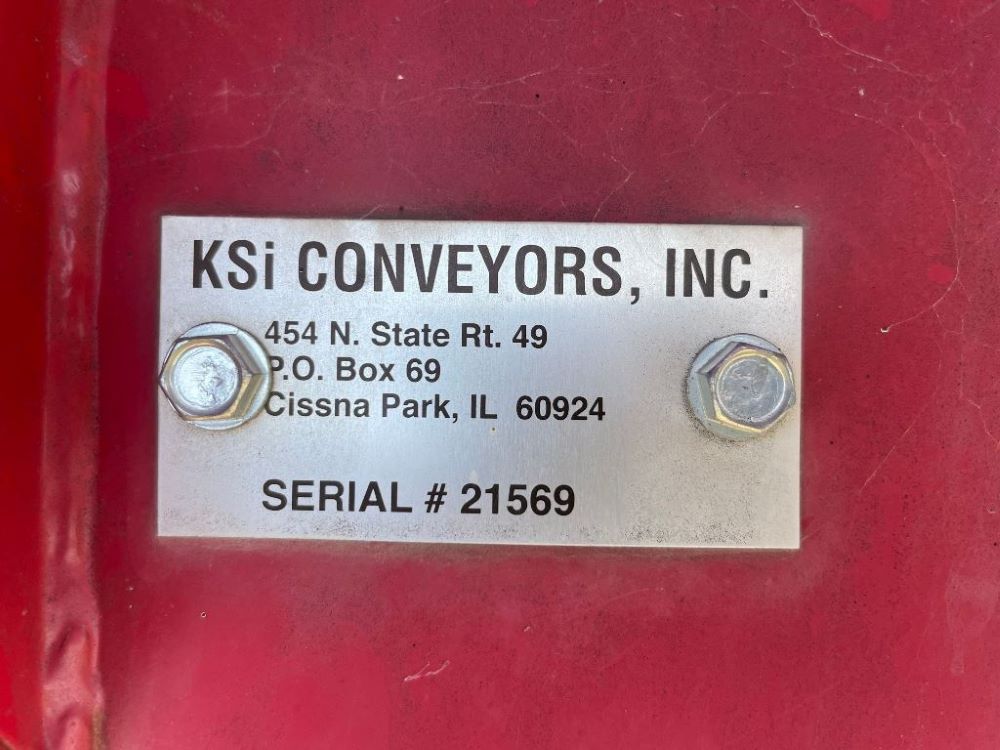 KSi CONVEYORS, INC.
454 N. State Rt. 49
P.O. Box 69
Cissna Park, IL 60924
SERIAL # 21569